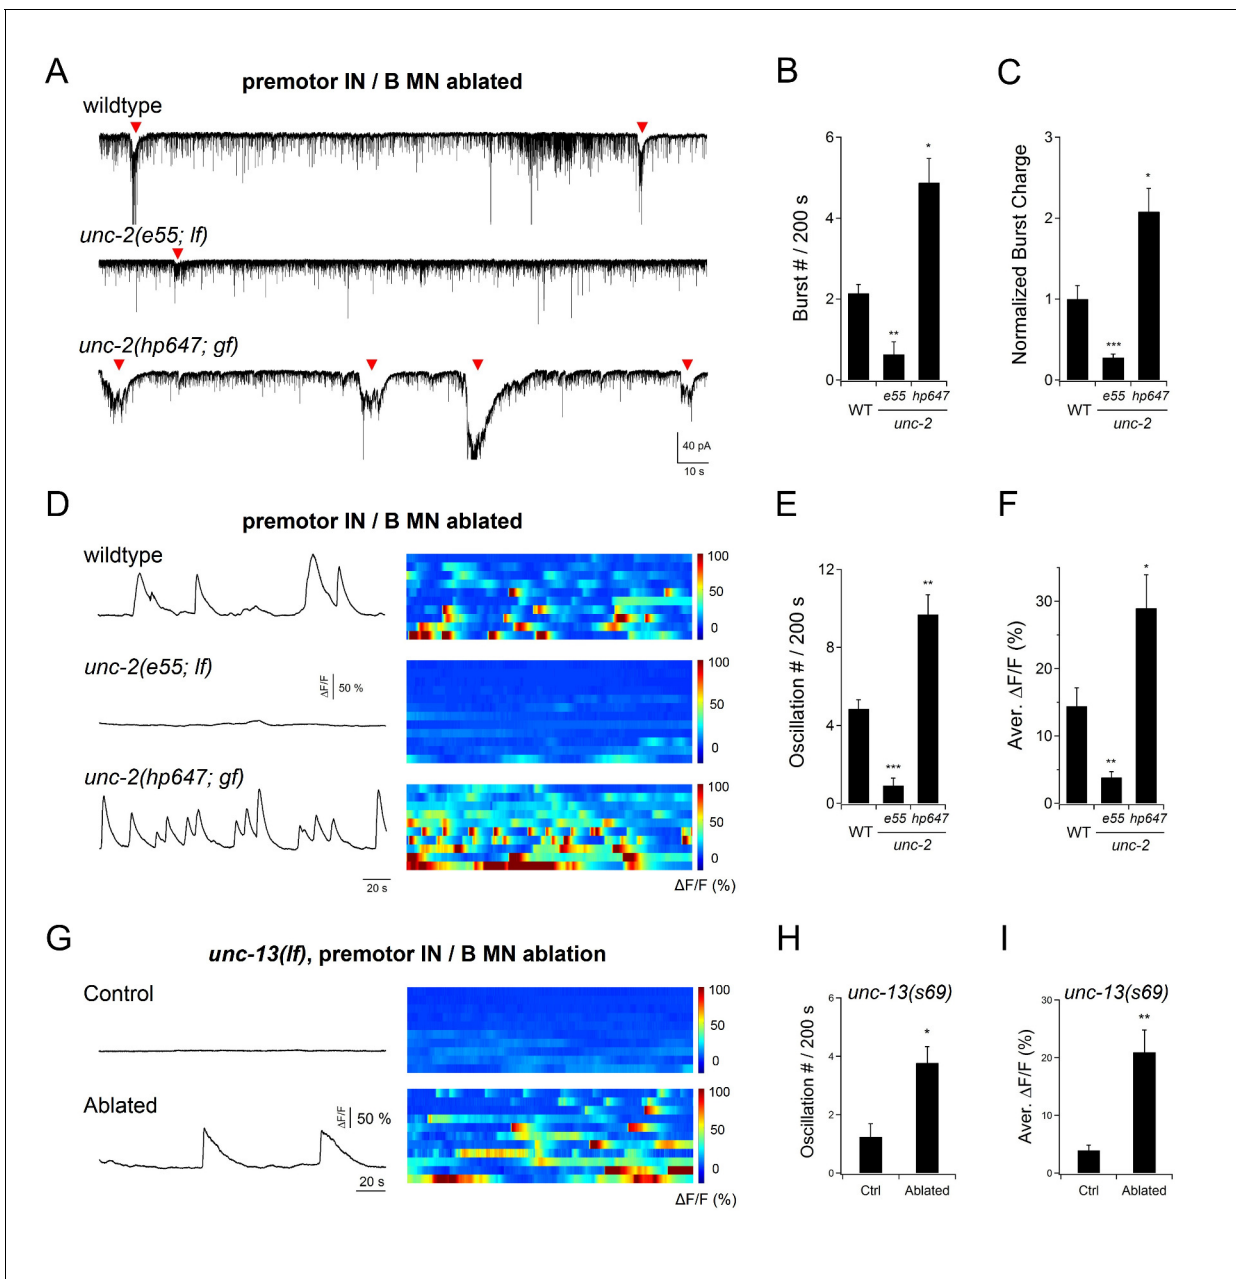 A
premotor IN / B MN ablated
wildtype
unc-2(e55; lf)
unc-2(hp647; gf)
40 pA
10 s
B
Burst # / 200 s
6
4
2
0
*
**
WT
e55 hp647
unc-2
C
Normalized Burst Charge
3
2
1
0
*
***
WT
e55 hp647
unc-2
D
premotor IN / B MN ablated
wildtype
100
50
0
unc-2(e55; lf)
ΔF/F
50 %
100
50
0
unc-2(hp647; gf)
100
50
0
20 s
ΔF/F (%)
E
Oscillation # / 200 s
12
8
4
0
**
***
WT
e55 hp647
unc-2
F
Aver. ΔF/F (%)
30
15
15
0
*
**
WT
e55 hp647
unc-2
G
unc-13(lf), premotor IN / B MN ablation
Control
100
50
0
Ablated
ΔF/F
50 %
100
50
0
20 s
ΔF/F (%)
H
unc-13(s69)
Oscillation # / 200 s
6
4
2
0
*
Ctrl Ablated
I
unc-13(s69)
Aver. ΔF/F (%)
30
20
10
0
**
Ctrl Ablated